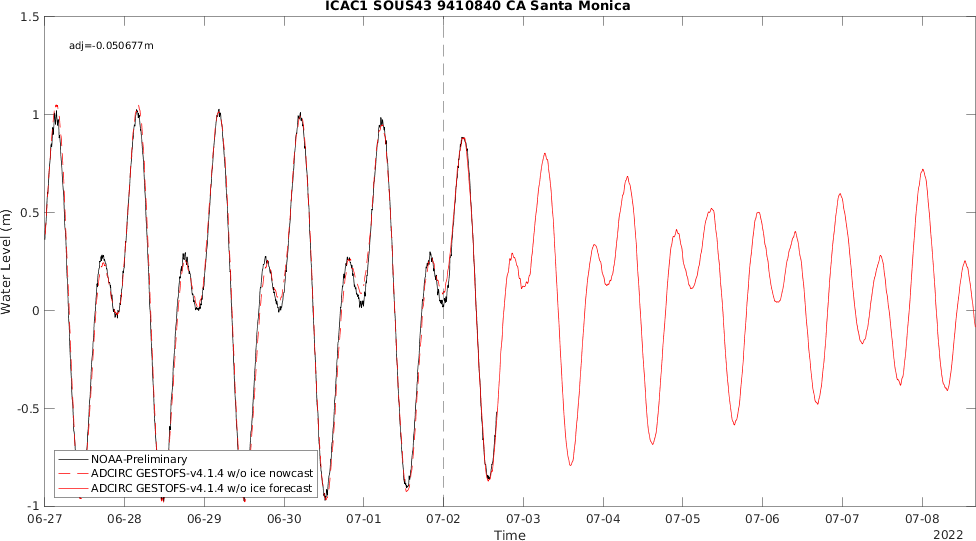 ICAC1 SOUS43 9410840 CA Santa Monica
adj=-0.050677m
1.5
1
0.5
0
-0.5
-1
Water Level (m)
NOAA-Preliminary
ADCIRC GESTOFS-v4.1.4 w/o ice nowcast
ADCIRC GESTOFS-v4.1.4 w/o ice forecast
06-27 06-28 06-29 06-30 07-01 07-02 07-03 07-04 07-05 07-06 07-07 07-08
Time
2022